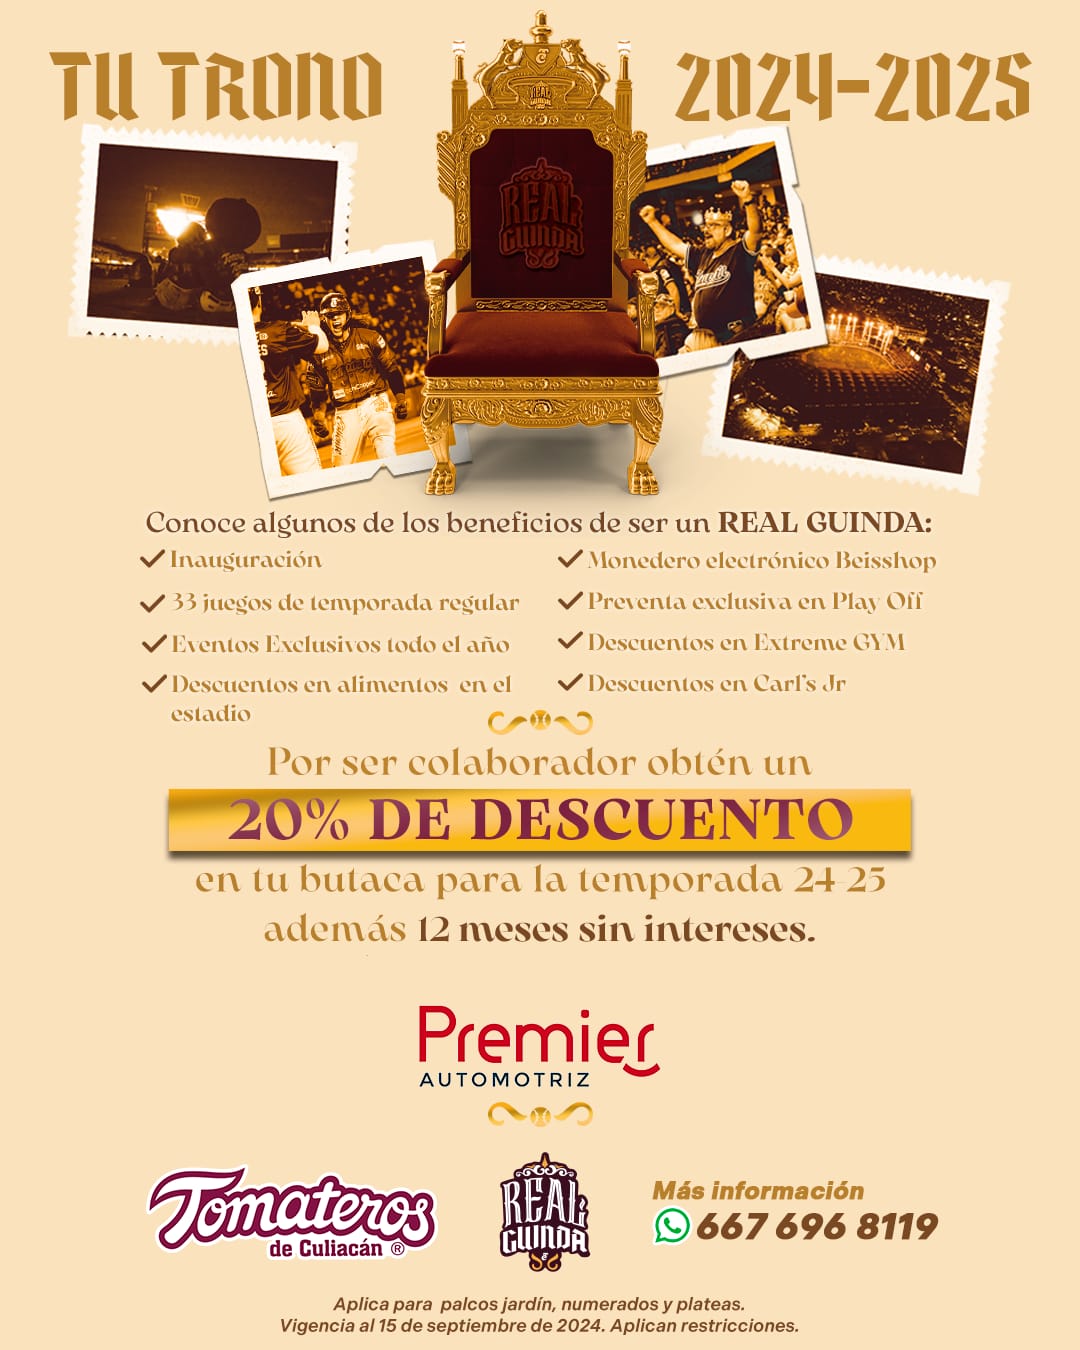 TU TRONO
2024-2025
REAL
GUINDA
Conoce algunos de los beneficios de ser un REAL GUINDA:
Inauguración
33 juegos de temporada regular
Eventos Exclusivos todo el año
Descuentos en alimentos en el
estadio
Monedero electrónico Beisshop
Preventa exclusiva en Play Off
Descuentos en Extreme GYM
Descuentos en Carl's Jr
Por ser colaborador obtén un
20% DE DESCUENTO
en tu butaca para la temporada 24-25
además 12 meses sin intereses.
Premier
AUTOMOTRIZ
Tomateros
de Culiacán ®
REAL
GUINDA
Más información
667 696 8119
Aplica para palcos jardín, numerados y plateas.
Vigencia al 15 de septiembre de 2024. Aplican restricciones.